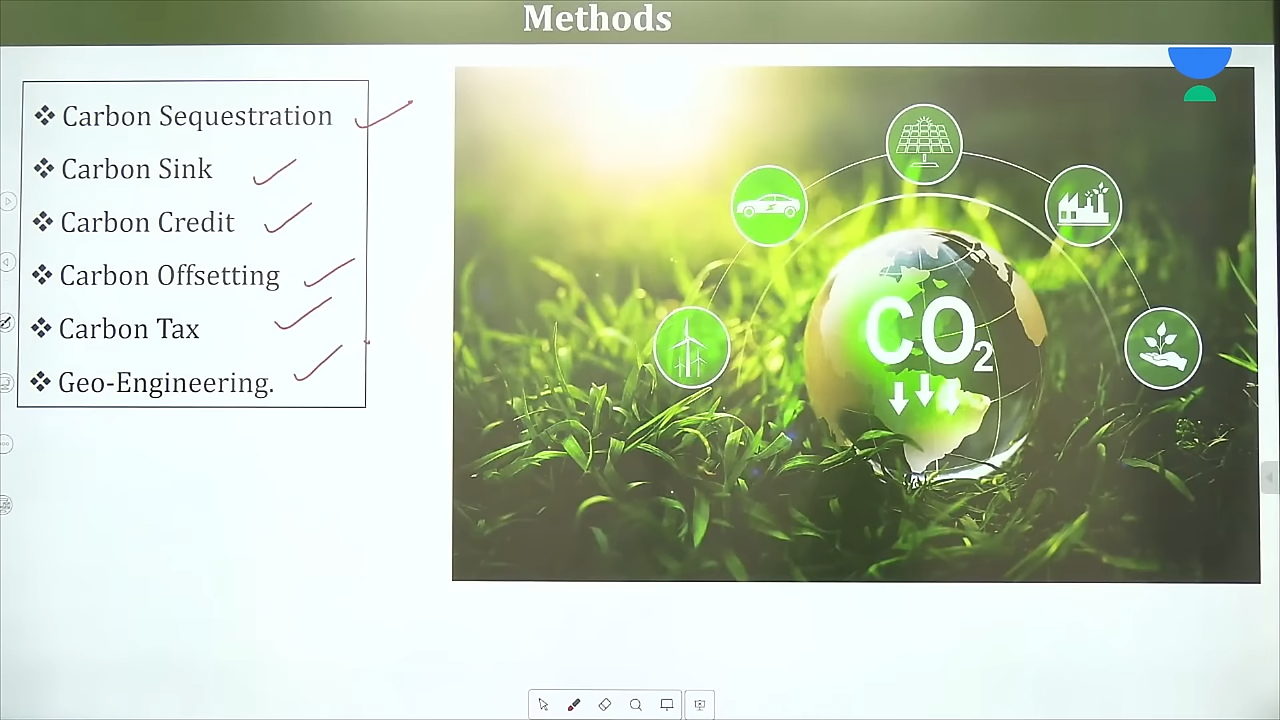 Methods
❖ Carbon Sequestration
❖ Carbon Sink
❖ Carbon Credit
❖ Carbon Offsetting
❖ Carbon Tax
❖ Geo-Engineering.
CO₂